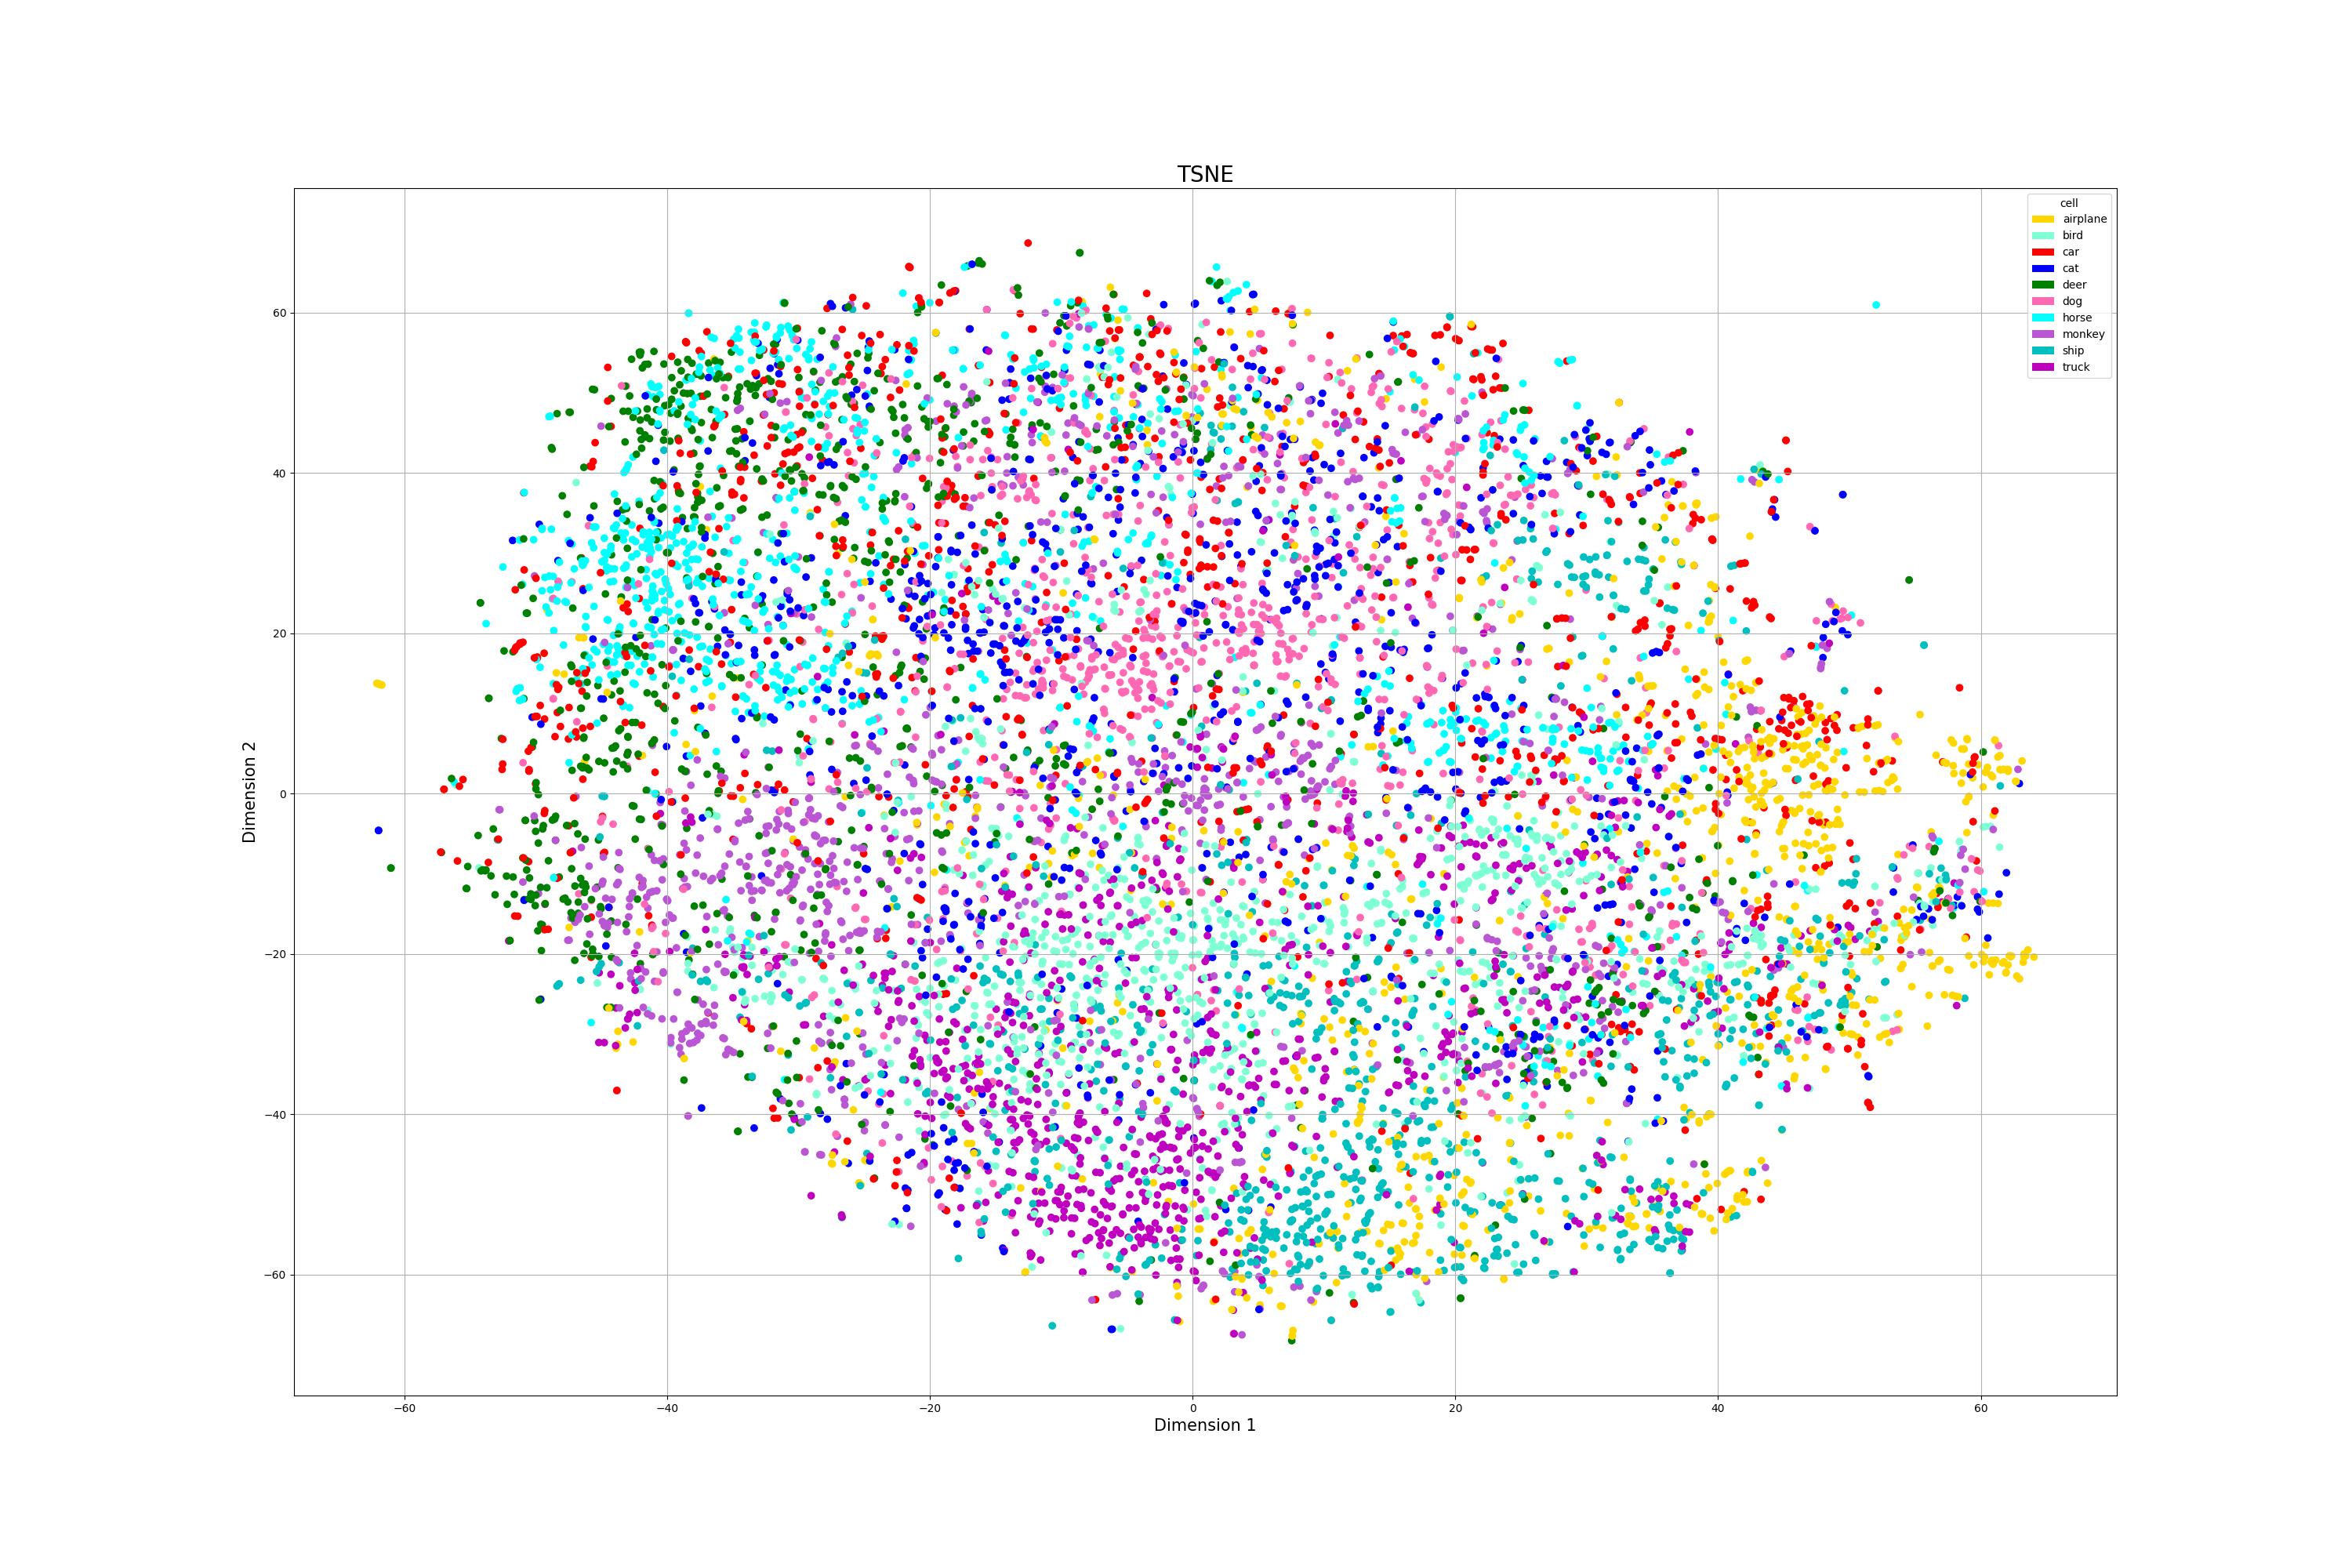 TSNE
cell
airplane
bird
car
cat
deer
dog
horse
monkey
ship
truck
Dimension 2
60
40
20
0
−20
−40
−60
−60
−40
−20
0
20
40
60
Dimension 1